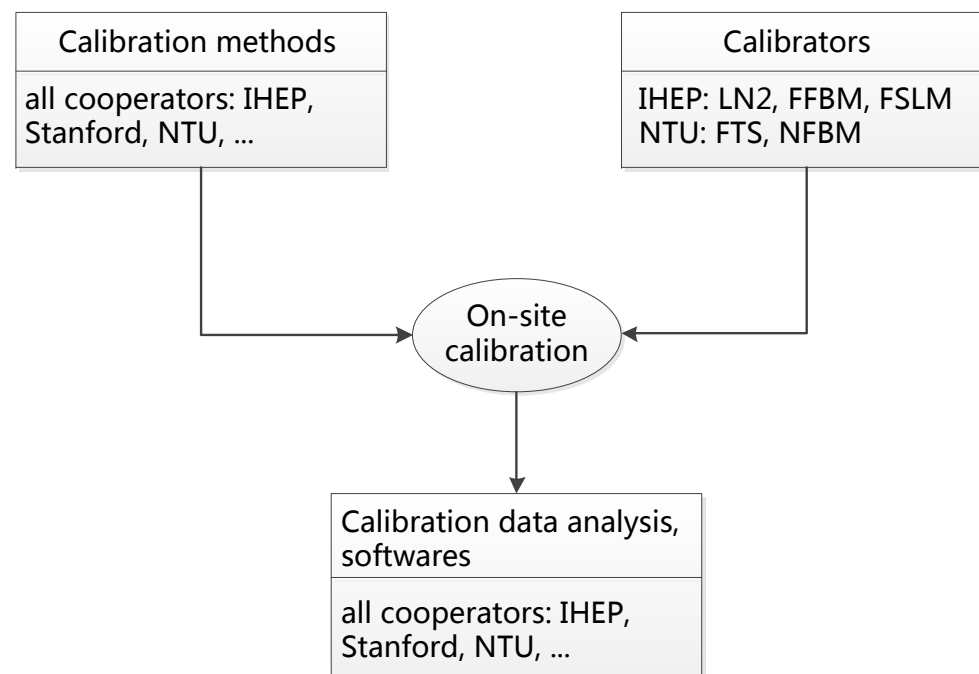 Calibration methods
all cooperators: IHEP,
Stanford, NTU, ...
Calibrators
IHEP: LN2, FFBM, FSLM
NTU: FTS, NFBM
On-site
calibration
Calibration data analysis,
softwares
all cooperators: IHEP,
Stanford, NTU, ...